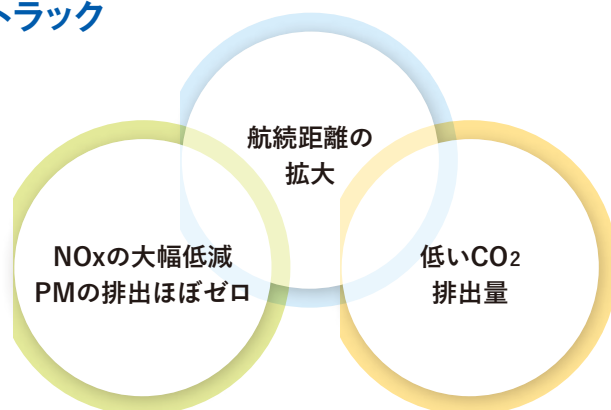 トラック
航続距離の
拡大
NOxの大幅低減
PMの排出ほぼゼロ
低いCO₂
排出量